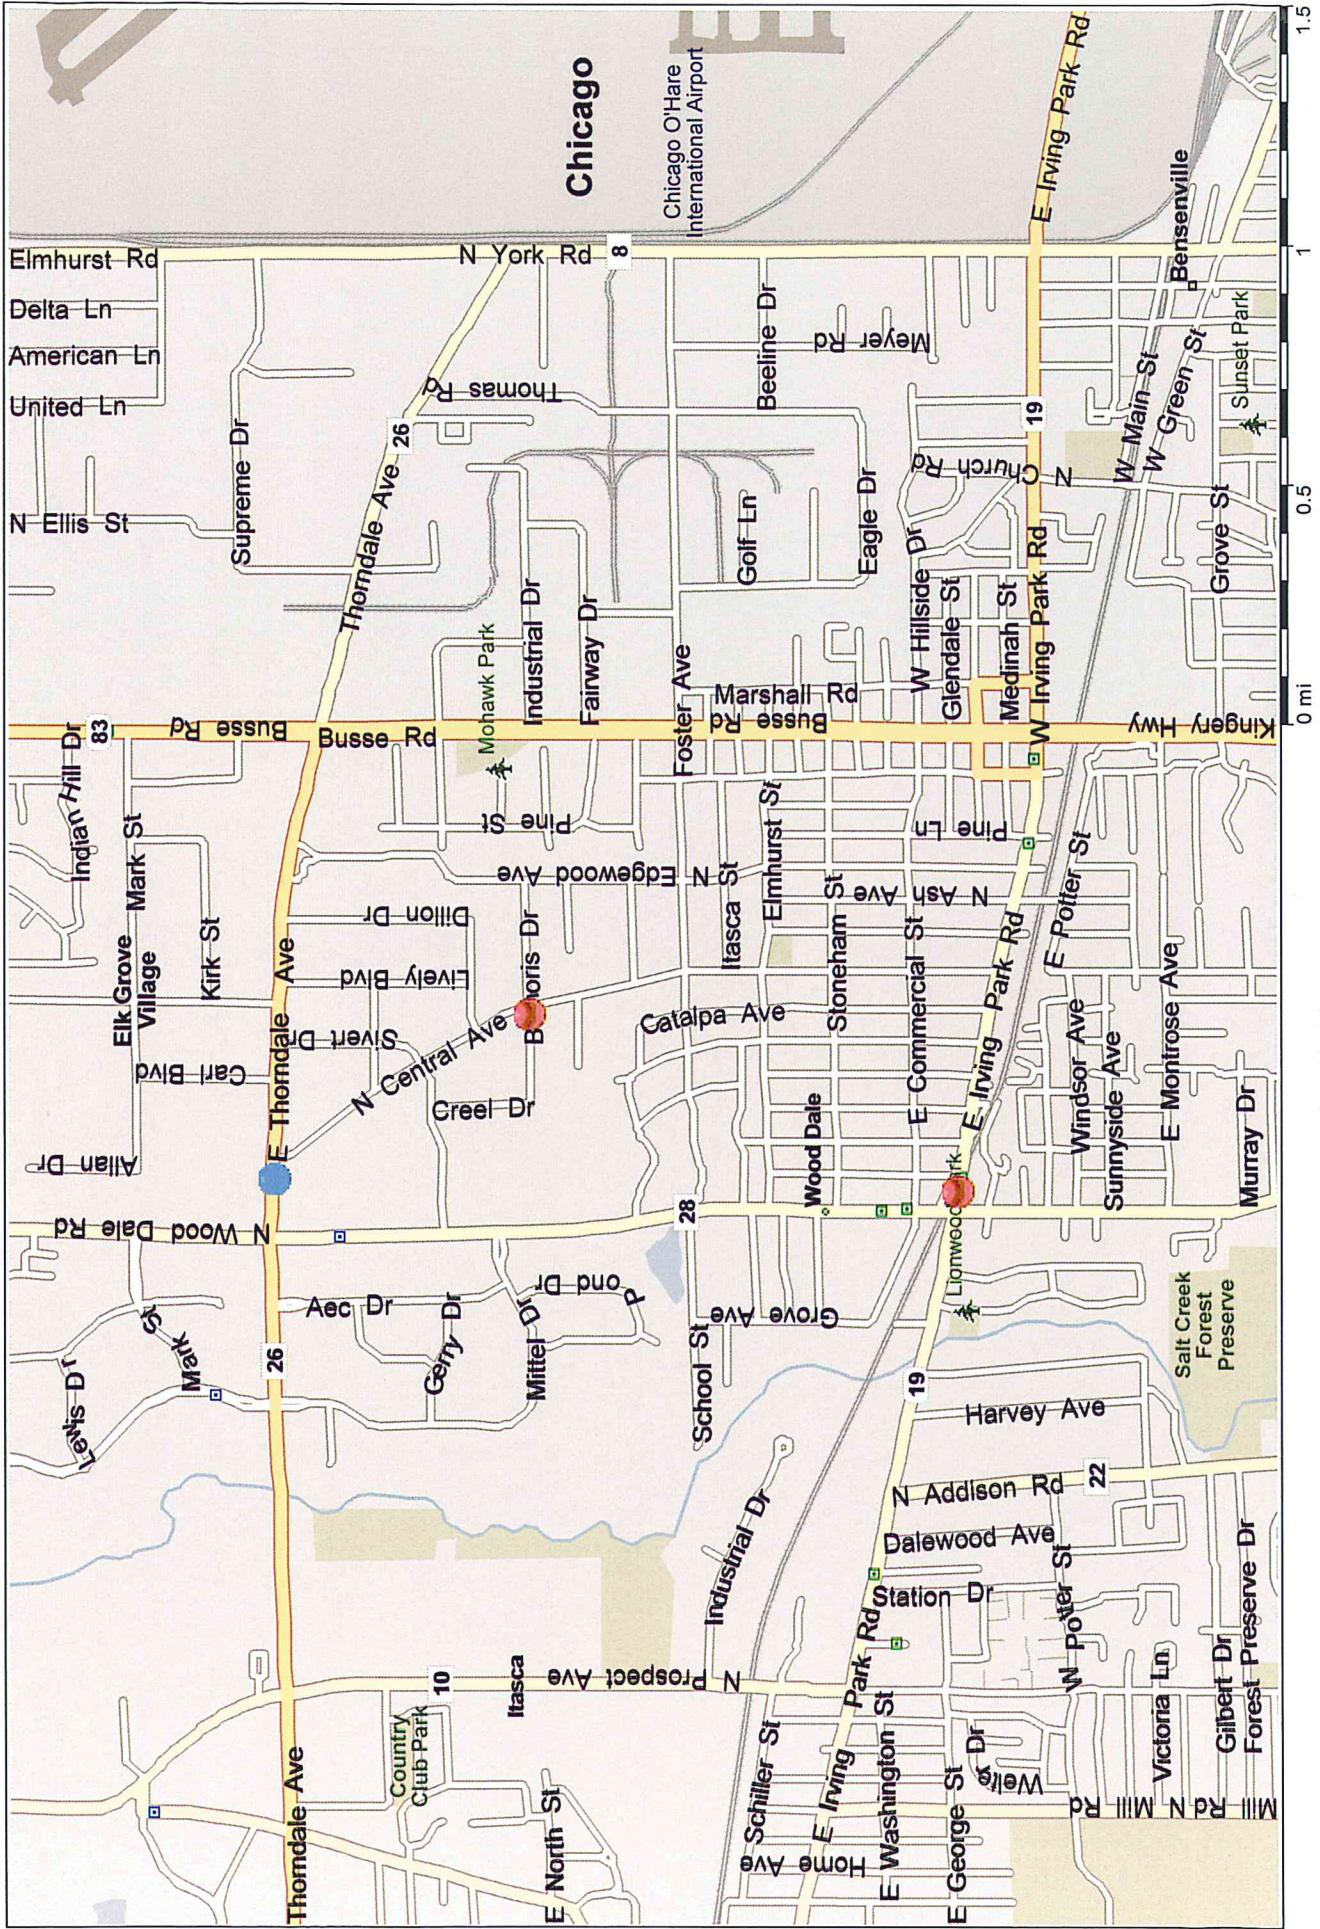 Chicago
Chicago O'Hare
International Airport
E Irving Park Rd
E Irving Park Rd
Bensenville
Elmhurst Rd
N York Rd
8
Delta Ln
American Ln
United Ln
Beeline Dr
Meyer Rd
Sunset Park
Thomas Rd
26
19
W Main St
W Green St
Supreme Dr
Thorndale Ave
N Church Rd
N Ellis St
Golf Ln
Eagle Dr
Grove St
Thorndale Ave
Industrial Dr
Fairway Dr
W Hillside Dr
Glendale St
Medinah St
W Irving Park Rd
Mohawk Park
Foster Ave
Marshall Rd
83
Busse Rd
Busse Rd
Busse Rd
Kingery Hwy
Indian Hill Dr
Mark St
Pine St
Elmhurst St
Pine Ln
E Potter St
N Edgewood Ave
Itasca St
Stoneham St
N Ash Ave
Dillon Dr
Elk Grove
Village
Kirk St
E Thorndale Ave
Lively Blvd
E Commercial St
E Irving Park Rd
Carl Blvd
Sivert Dr
N Central Ave
Catalpa Ave
Windsor Ave
Sunnyside Ave
E Montrose Ave
Creel Dr
Allan Dr
Wood Dale
Murray Dr
N Wood Dale Rd
28
Aec Dr
Pond Dr
Gerry Dr
Mittel Dr
Grove Ave
Salt Creek
Forest
Preserve
Mark St
26
Lewis Dr
School St
19
Harvey Ave
N Addison Rd
22
Industrial Dr
Dalewood Ave
Station Dr
W Potter St
Itasca
10
N Prospect Ave
Country
Club Park
Victoria Ln
Gilbert Dr
Forest Preserve Dr
Schiller St
E Irving Park Rd
E Washington St
E George St
Welter Dr
Mill Rd N Mill Rd
Thorndale Ave
E North St
Home Ave
0 mi
0.5
1
1.5